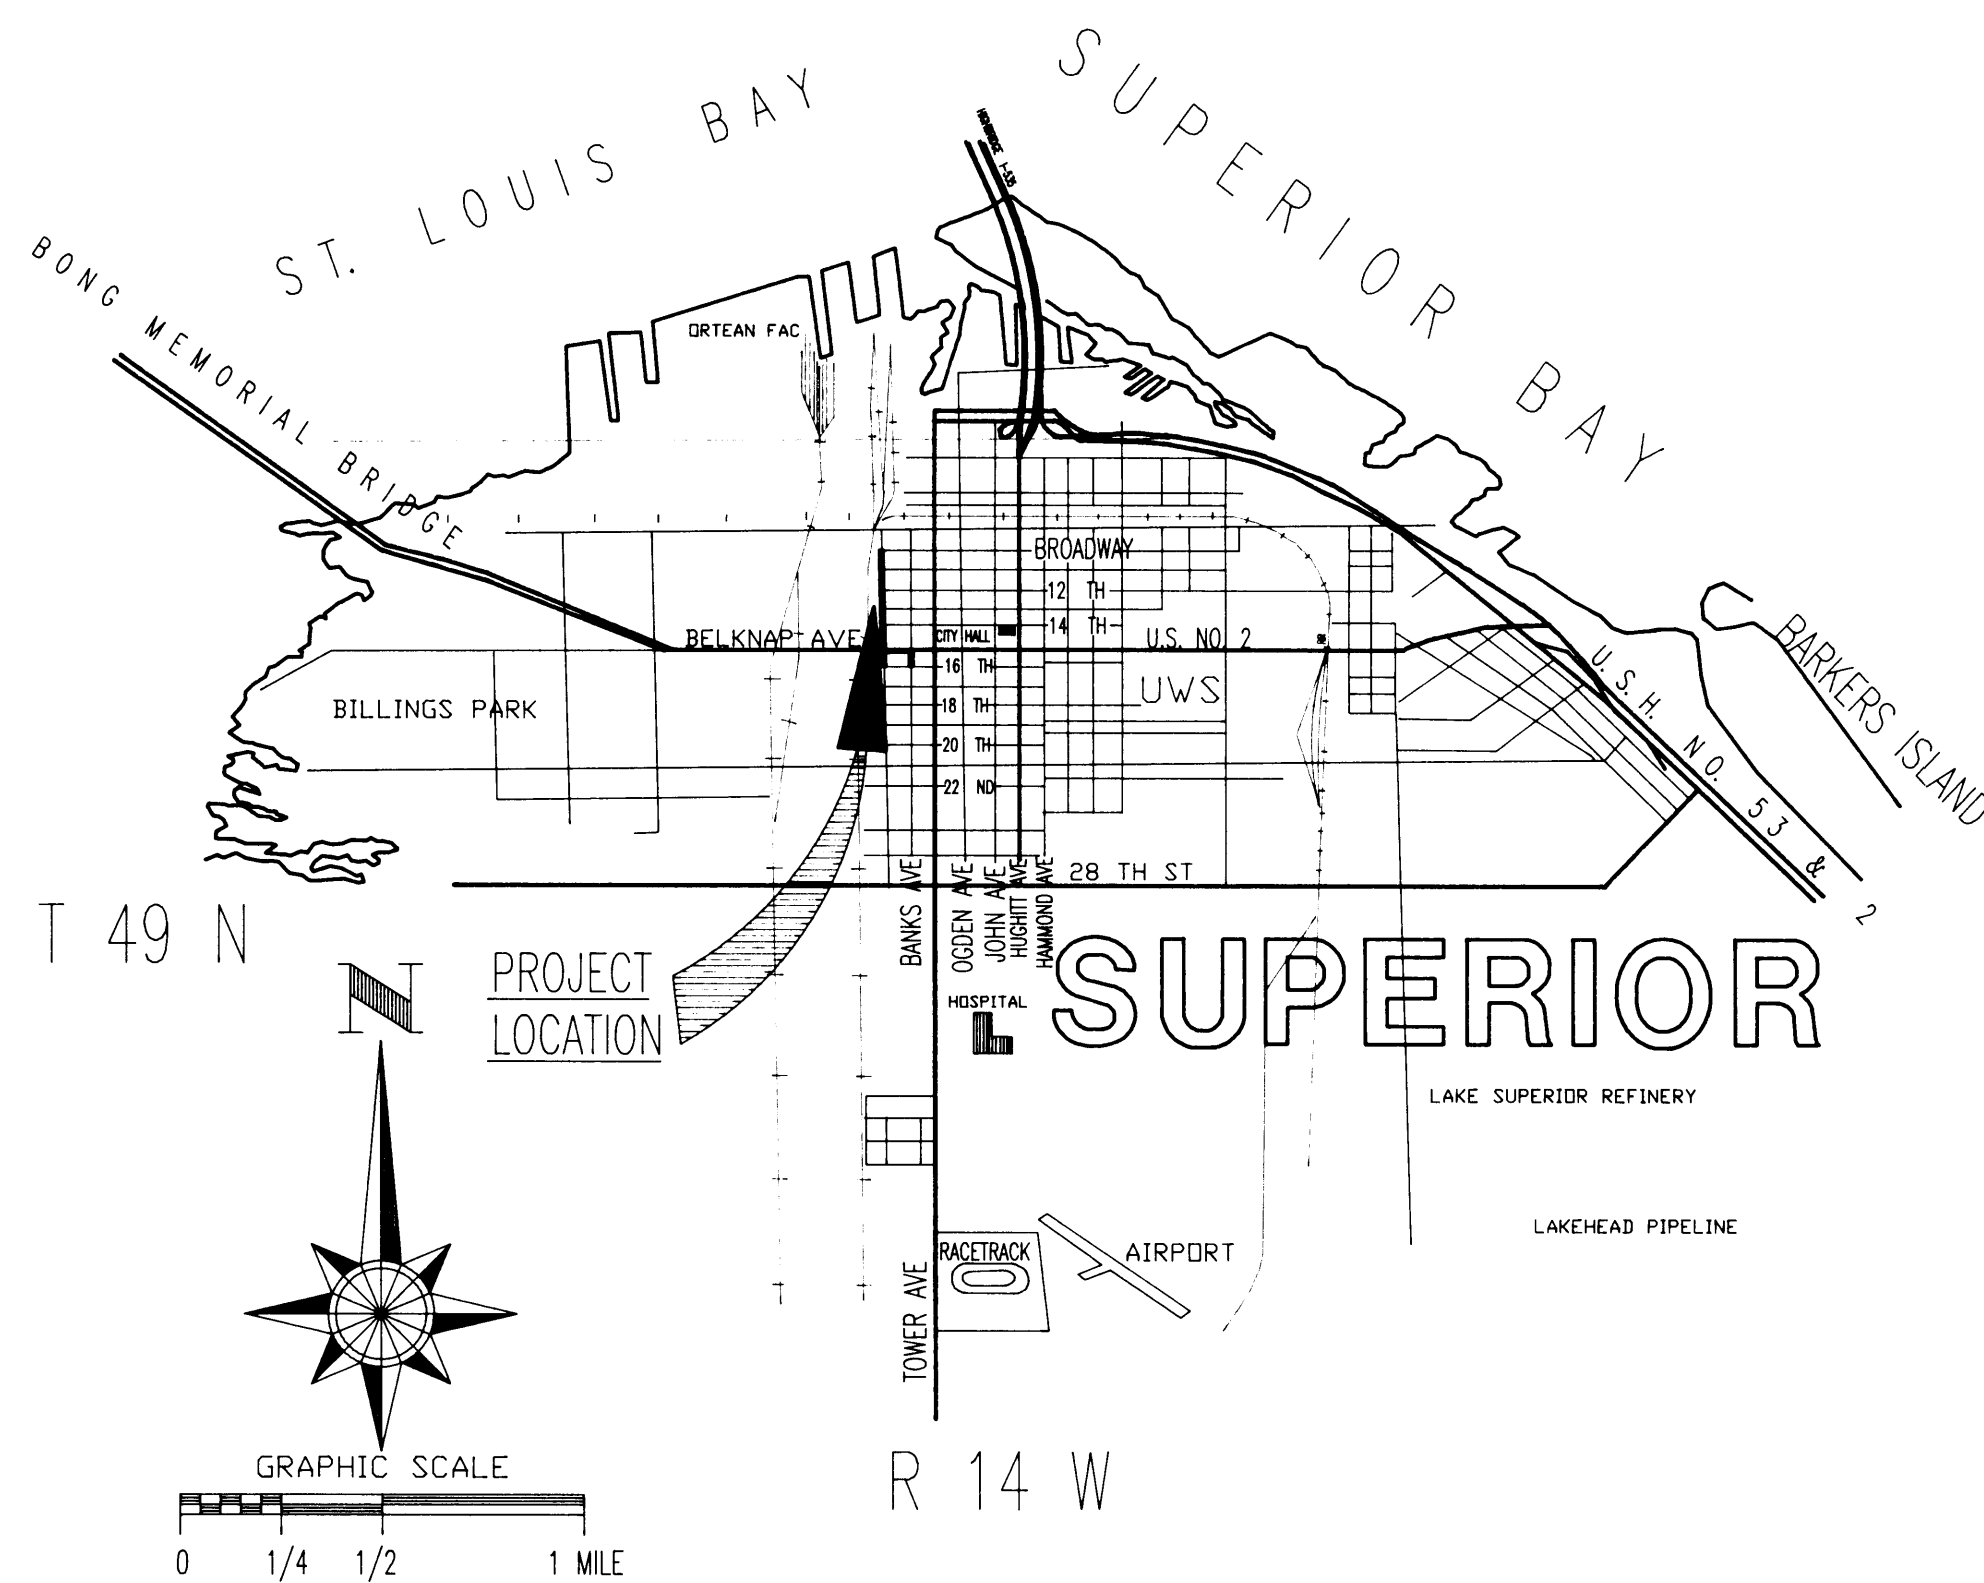 ST. LOUIS BAY
SUPERIOR BAY
HIGHBRIDGE I-535
BONG MEMORIAL BRIDGE
ORTEAN FAC
BROADWAY
12 TH
14 TH
CITY HALL
BELKNAP AVE
U.S. NO. 2
16 TH
UWS
18 TH
BILLINGS PARK
20 TH
22 ND
U.S.H. NO. 53 & 2
BARKERS ISLAND
28 TH ST
BANKS AVE
OGDEN AVE
JOHN AVE
HUGHITT AVE
HAMMOND AVE
T 49 N
N
PROJECT
LOCATION
SUPERIOR
HOSPITAL
LAKE SUPERIOR REFINERY
LAKEHEAD PIPELINE
RACETRACK
AIRPORT
TOWER AVE
R 14 W
GRAPHIC SCALE
0 1/4 1/2 1 MILE